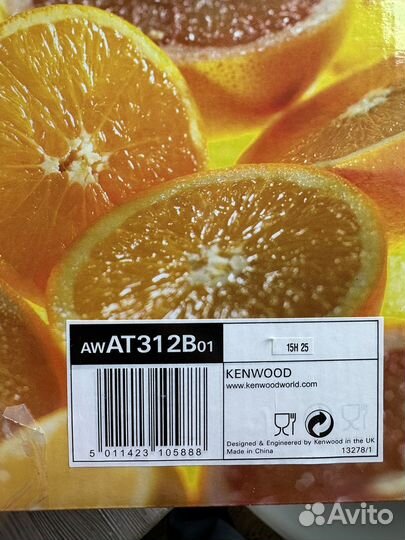 AWAT312B01
15H 25
KENWOOD
www.kenwoodworld.com
5 011423 105888
Designed & Engineered by Kenwood in the UK
Made in China 13278/1
Avito